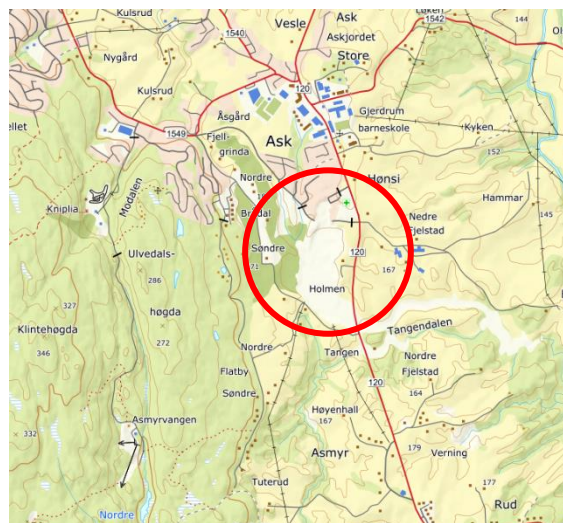 Kulsrud
Vesle
Ask
Askjordet
Store
1542
144
1540
Nygård
Kulsrud
120
Åsgård
Gjerdrum
barneskole
1549
Fjell-
grinda
Ask
Kyken
152
Nordre
Hønsi
Modalen
Kniplia
Hammar
Nedre
Fjelstad
145
Ulvedals-
Søndre
120
286
167
Holmen
327
høgda
Klintehøgda
346
272
Tangendalen
Nordre
Tangen
Nordre
Fjelstad
Flatby
120
Søndre
164
Asmyrvangen
Høyenhall
167
332
Asmyr
179
Verning
177
Tuterud
Rud
Nordre